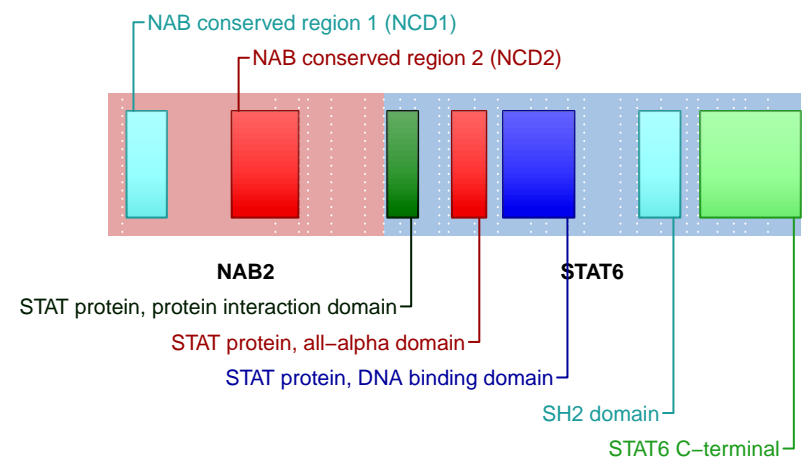 NAB conserved region 1 (NCD1)
NAB conserved region 2 (NCD2)
NAB2
STAT6
STAT protein, protein interaction domain
STAT protein, all−alpha domain
STAT protein, DNA binding domain
SH2 domain
STAT6 C−terminal